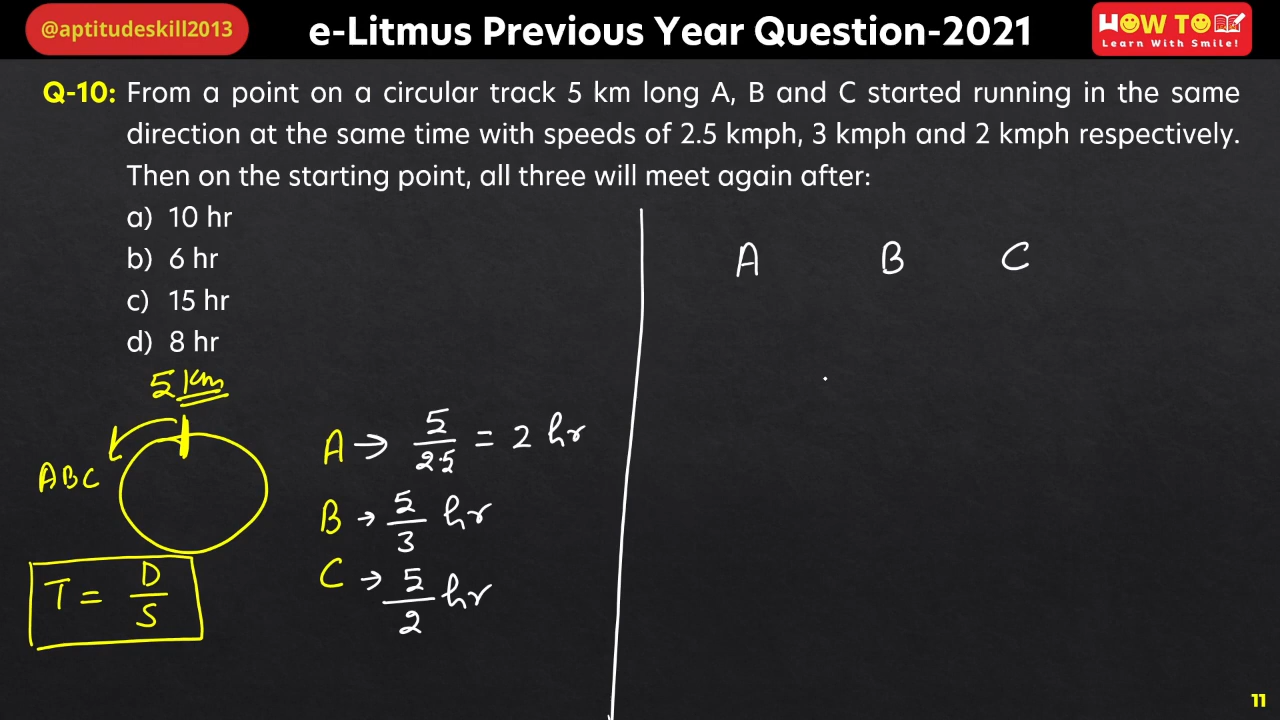 @aptitudeskill2013
e-Litmus Previous Year Question-2021
HOW TO
Learn With Smile!
Q-10: From a point on a circular track 5 km long A, B and C started running in the same
direction at the same time with speeds of 2.5 kmph, 3 kmph and 2 kmph respectively.
Then on the starting point, all three will meet again after:
a) 10 hr
b) 6 hr
c) 15 hr
d) 8 hr
A B C
5 km
ABC
A → 5/2.5 = 2 hr
B → 5/3 hr
C → 5/2 hr
T = D/S
11